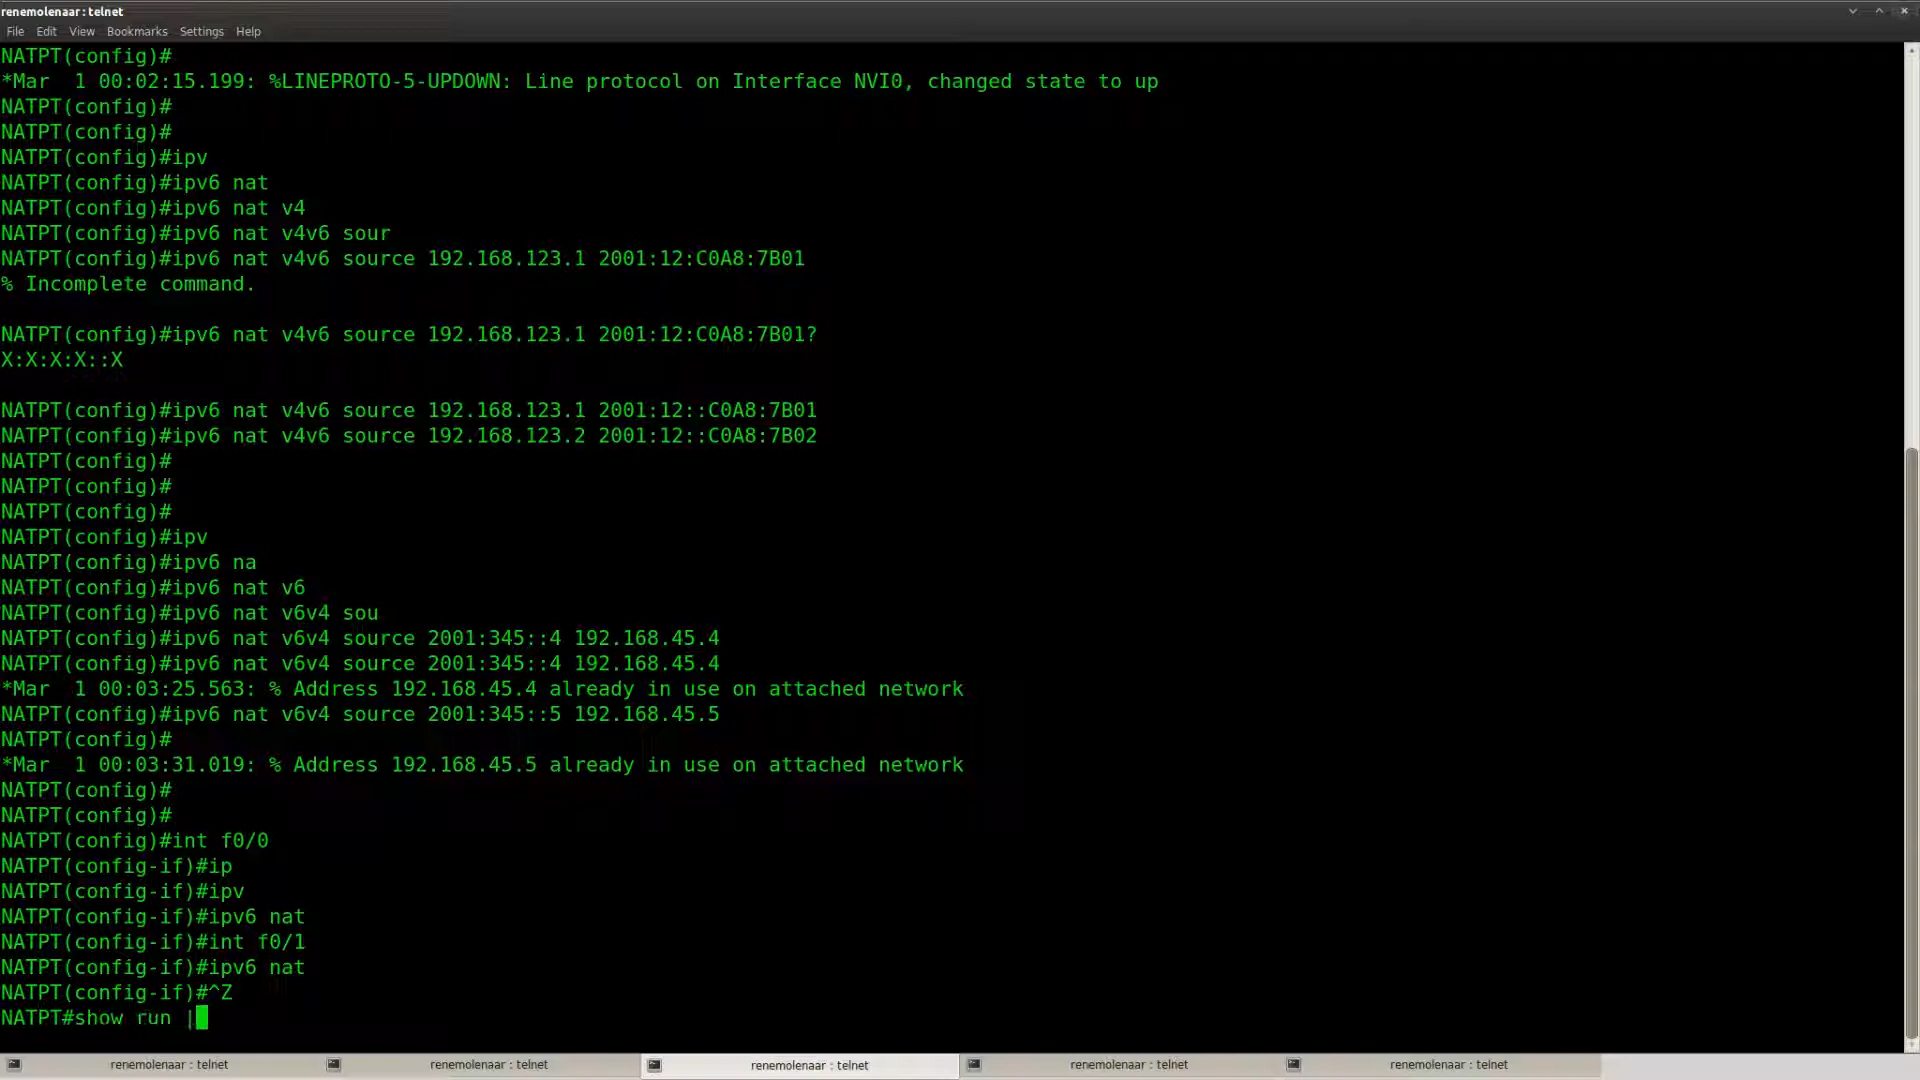 renemolenaar : telnet
File Edit View Bookmarks Settings Help
NATPT(config)#
*Mar  1 00:02:15.199: %LINEPROTO-5-UPDOWN: Line protocol on Interface NVI0, changed state to up
NATPT(config)#
NATPT(config)#
NATPT(config)#ipv
NATPT(config)#ipv6 nat
NATPT(config)#ipv6 nat v4
NATPT(config)#ipv6 nat v4v6 sour
NATPT(config)#ipv6 nat v4v6 source 192.168.123.1 2001:12:C0A8:7B01
% Incomplete command.
NATPT(config)#ipv6 nat v4v6 source 192.168.123.1 2001:12:C0A8:7B01?
X:X:X:X::X
NATPT(config)#ipv6 nat v4v6 source 192.168.123.1 2001:12::C0A8:7B01
NATPT(config)#ipv6 nat v4v6 source 192.168.123.2 2001:12::C0A8:7B02
NATPT(config)#
NATPT(config)#
NATPT(config)#
NATPT(config)#ipv
NATPT(config)#ipv6 na
NATPT(config)#ipv6 nat v6
NATPT(config)#ipv6 nat v6v4 sou
NATPT(config)#ipv6 nat v6v4 source 2001:345::4 192.168.45.4
NATPT(config)#ipv6 nat v6v4 source 2001:345::4 192.168.45.4
*Mar  1 00:03:25.563: % Address 192.168.45.4 already in use on attached network
NATPT(config)#ipv6 nat v6v4 source 2001:345::5 192.168.45.5
NATPT(config)#
*Mar  1 00:03:31.019: % Address 192.168.45.5 already in use on attached network
NATPT(config)#
NATPT(config)#
NATPT(config)#int f0/0
NATPT(config-if)#ip
NATPT(config-if)#ipv
NATPT(config-if)#ipv6 nat
NATPT(config-if)#int f0/1
NATPT(config-if)#ipv6 nat
NATPT(config-if)#^Z
NATPT#show run |
renemolenaar : telnet renemolenaar : telnet renemolenaar : telnet renemolenaar : telnet renemolenaar : telnet